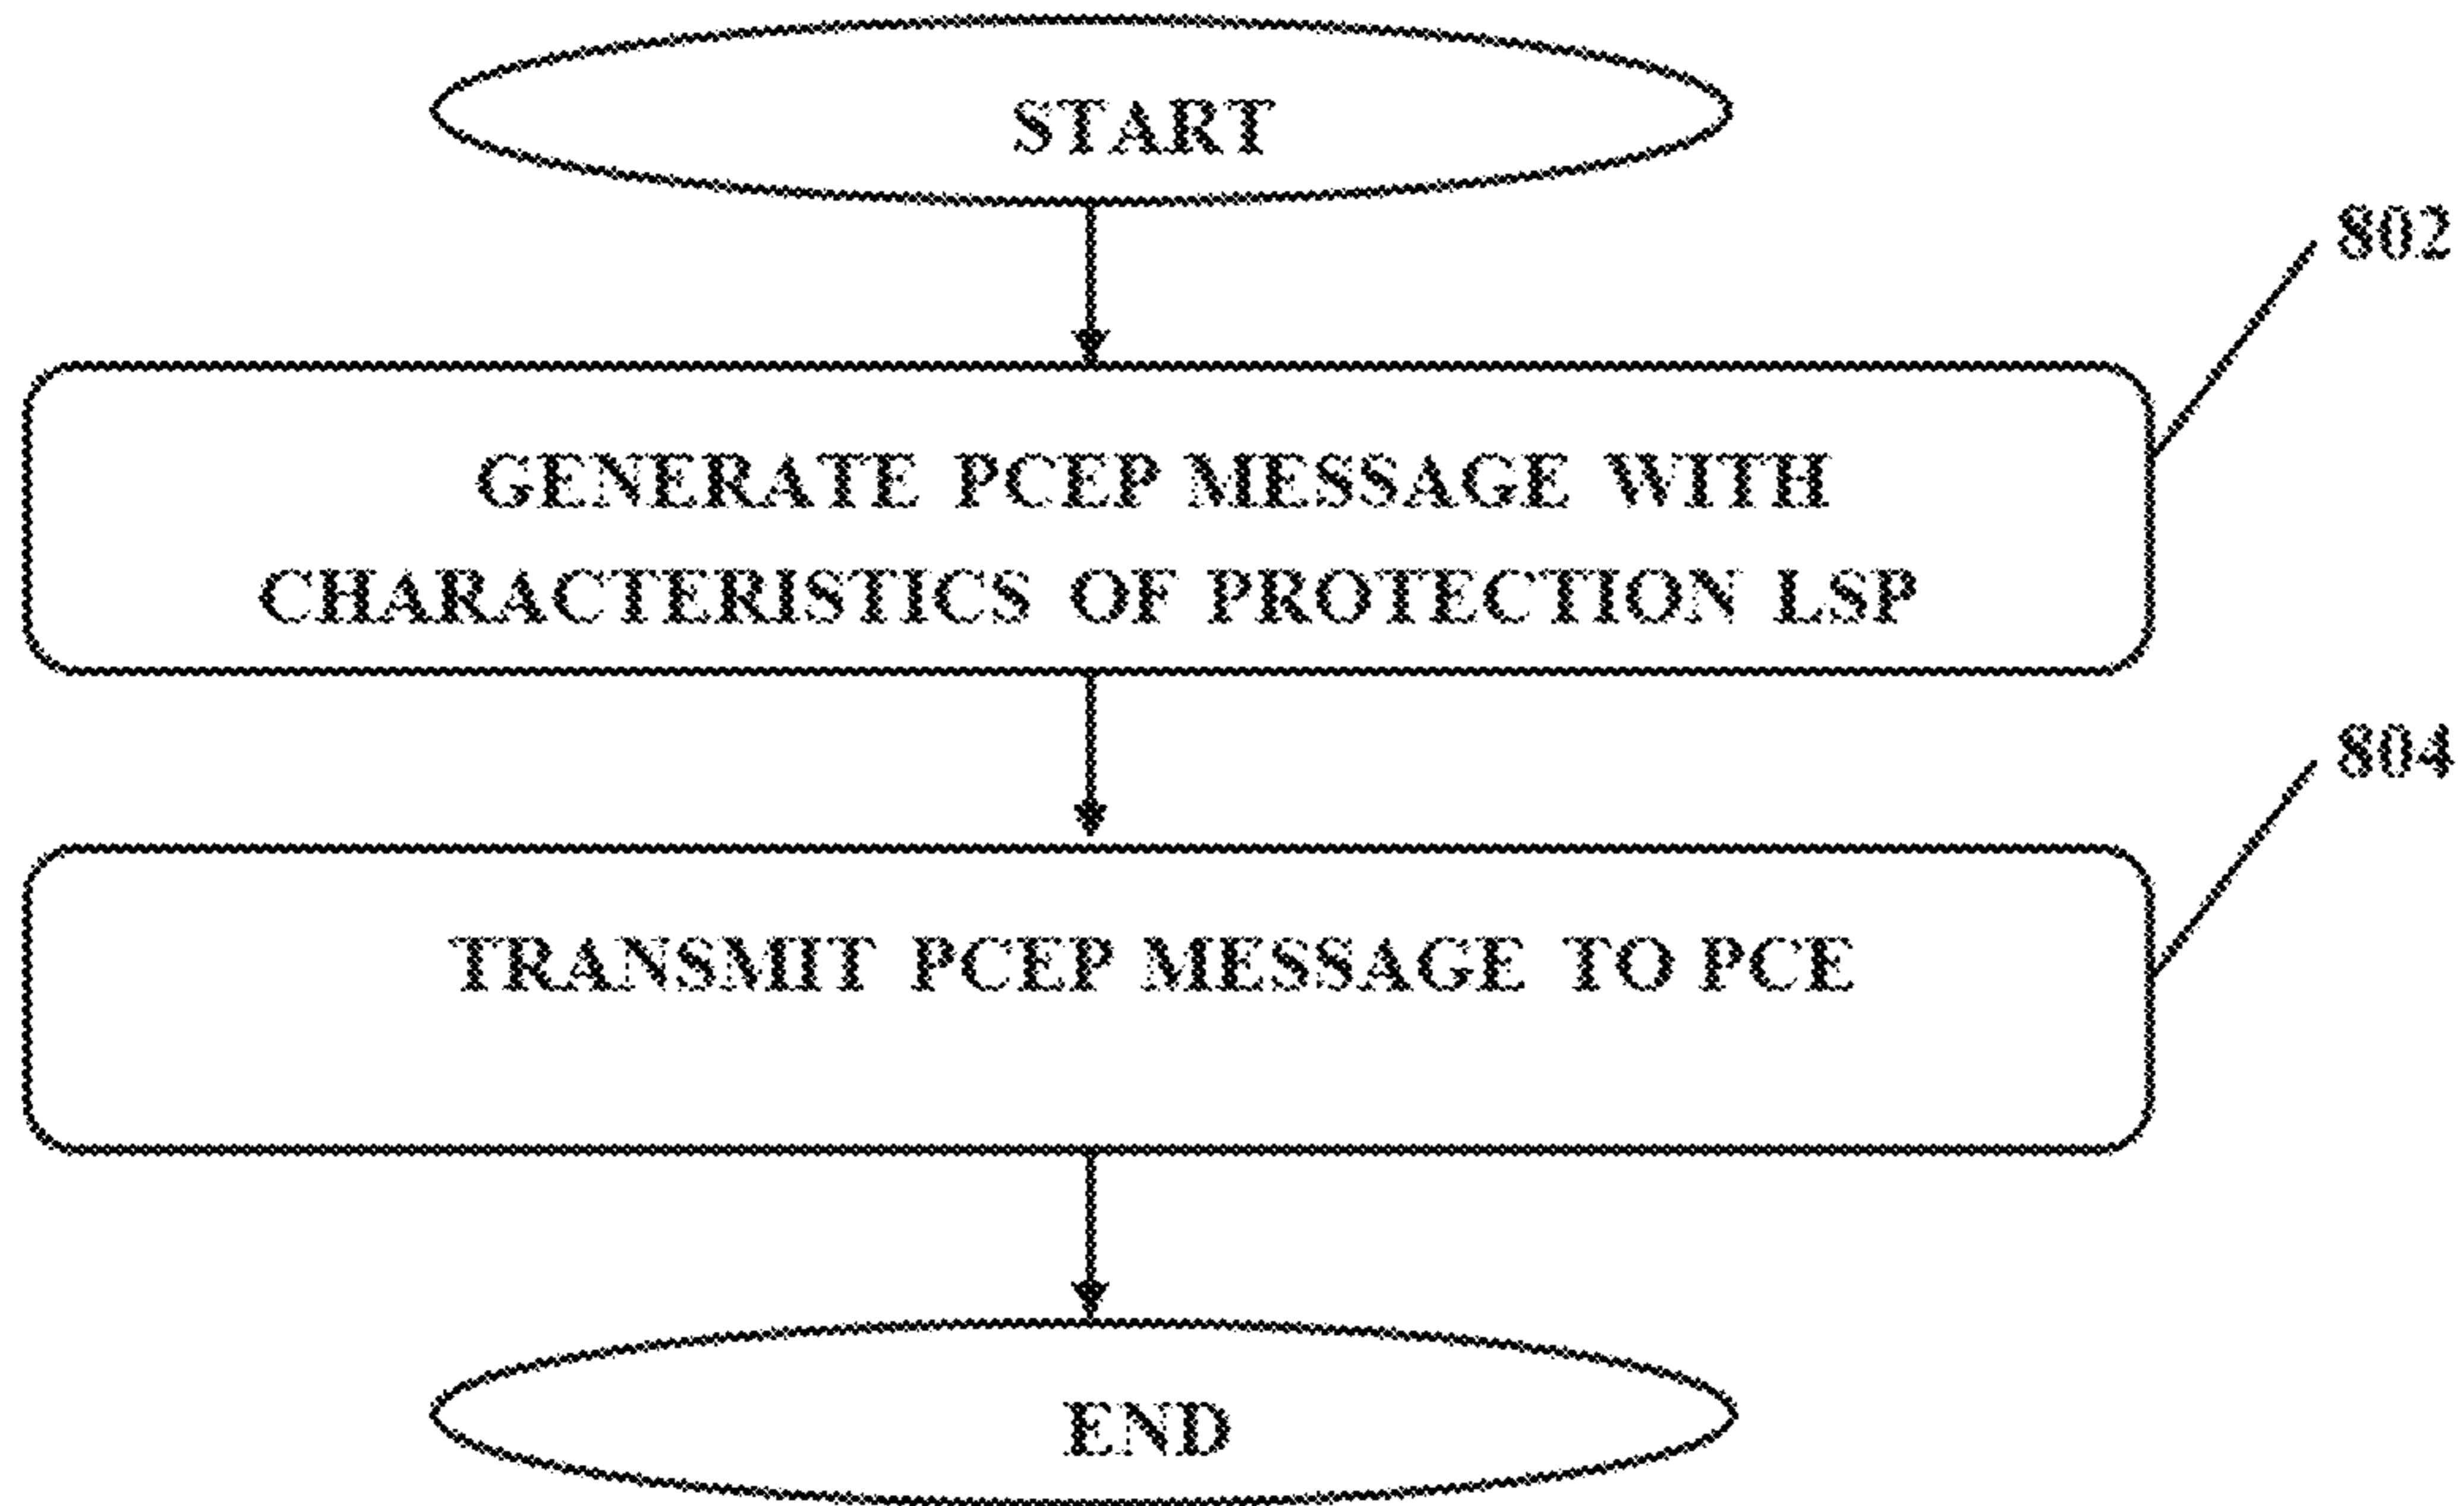 START
802
GENERATE PCEP MESSAGE WITH
CHARACTERISTICS OF PROTECTION LSP
804
TRANSMIT PCEP MESSAGE TO PCE
END